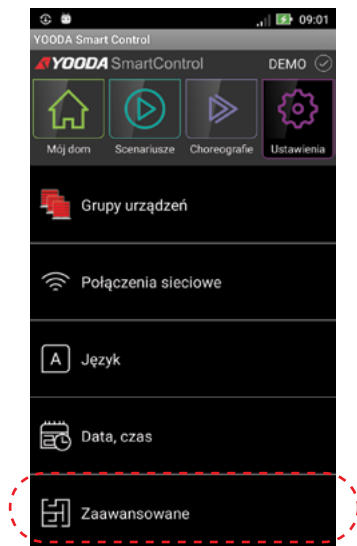 09:01
YOODA Smart Control
YOODA SmartControl DEMO
Mój dom Scenariusze Choreografie Ustawienia
Grupy urządzeń
Połączenia sieciowe
A Język
Data, czas
Zaawansowane